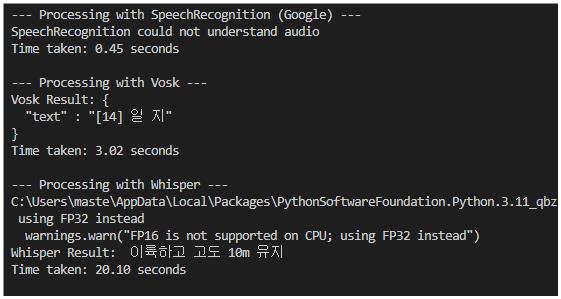 --- Processing with SpeechRecognition (Google) ---
SpeechRecognition could not understand audio
Time taken: 0.45 seconds

--- Processing with Vosk ---
Vosk Result: {
  "text" : "[14] 일 지"
}
Time taken: 3.02 seconds

--- Processing with Whisper ---
C:\Users\maste\AppData\Local\Packages\PythonSoftwareFoundation.Python.3.11_qbz
 using FP32 instead
  warnings.warn("FP16 is not supported on CPU; using FP32 instead")
Whisper Result:  이륙하고 고도 10m 유지
Time taken: 20.10 seconds